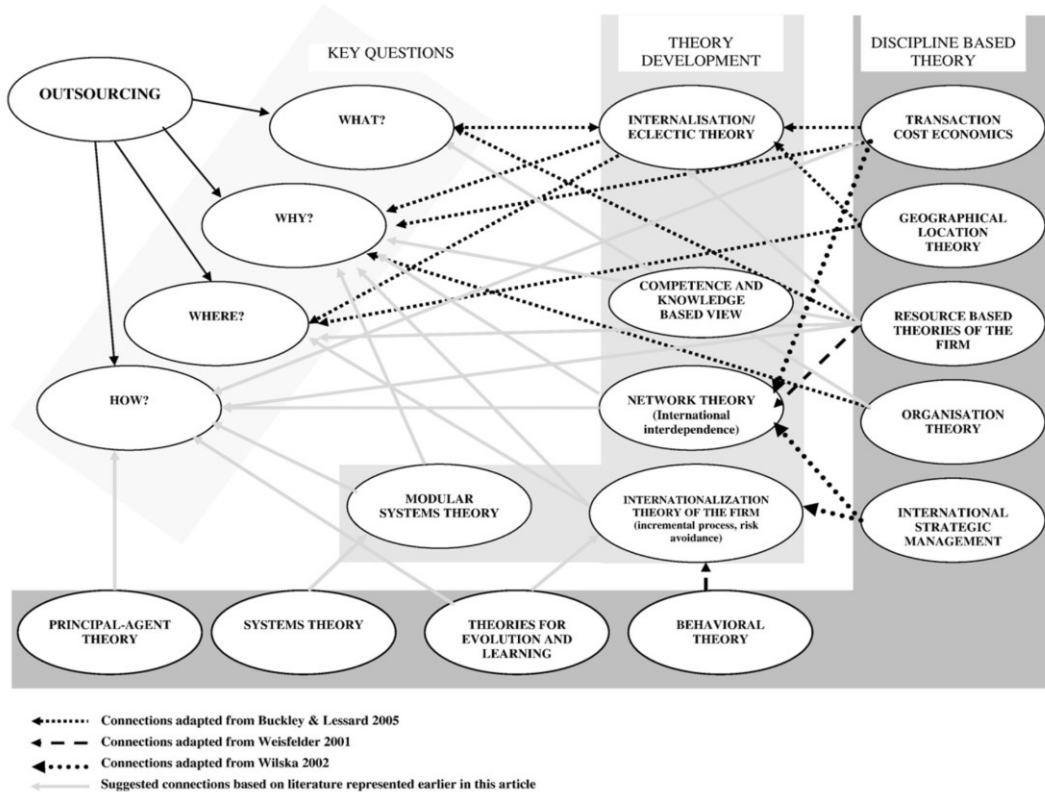 KEY QUESTIONS
THEORY
DEVELOPMENT
DISCIPLINE BASED
THEORY
OUTSOURCING
WHAT?
INTERNALISATION/
ECLECTIC THEORY
TRANSACTION
COST ECONOMICS
WHY?
GEOGRAPHICAL
LOCATION
THEORY
WHERE?
COMPETENCE AND
KNOWLEDGE
BASED VIEW
RESOURCE BASED
THEORIES OF THE
FIRM
HOW?
NETWORK THEORY
(International
interdependence)
ORGANISATION
THEORY
MODULAR
SYSTEMS THEORY
INTERNATIONALIZATION
THEORY OF THE FIRM
(incremental process, risk
avoidance)
INTERNATIONAL
STRATEGIC
MANAGEMENT
PRINCIPAL-AGENT
THEORY
SYSTEMS THEORY
THEORIES FOR
EVOLUTION AND
LEARNING
BEHAVIORAL
THEORY
Connections adapted from Buckley & Lessard 2005
Connections adapted from Weisfelder 2001
Connections adapted from Wilska 2002
Suggested connections based on literature represented earlier in this article